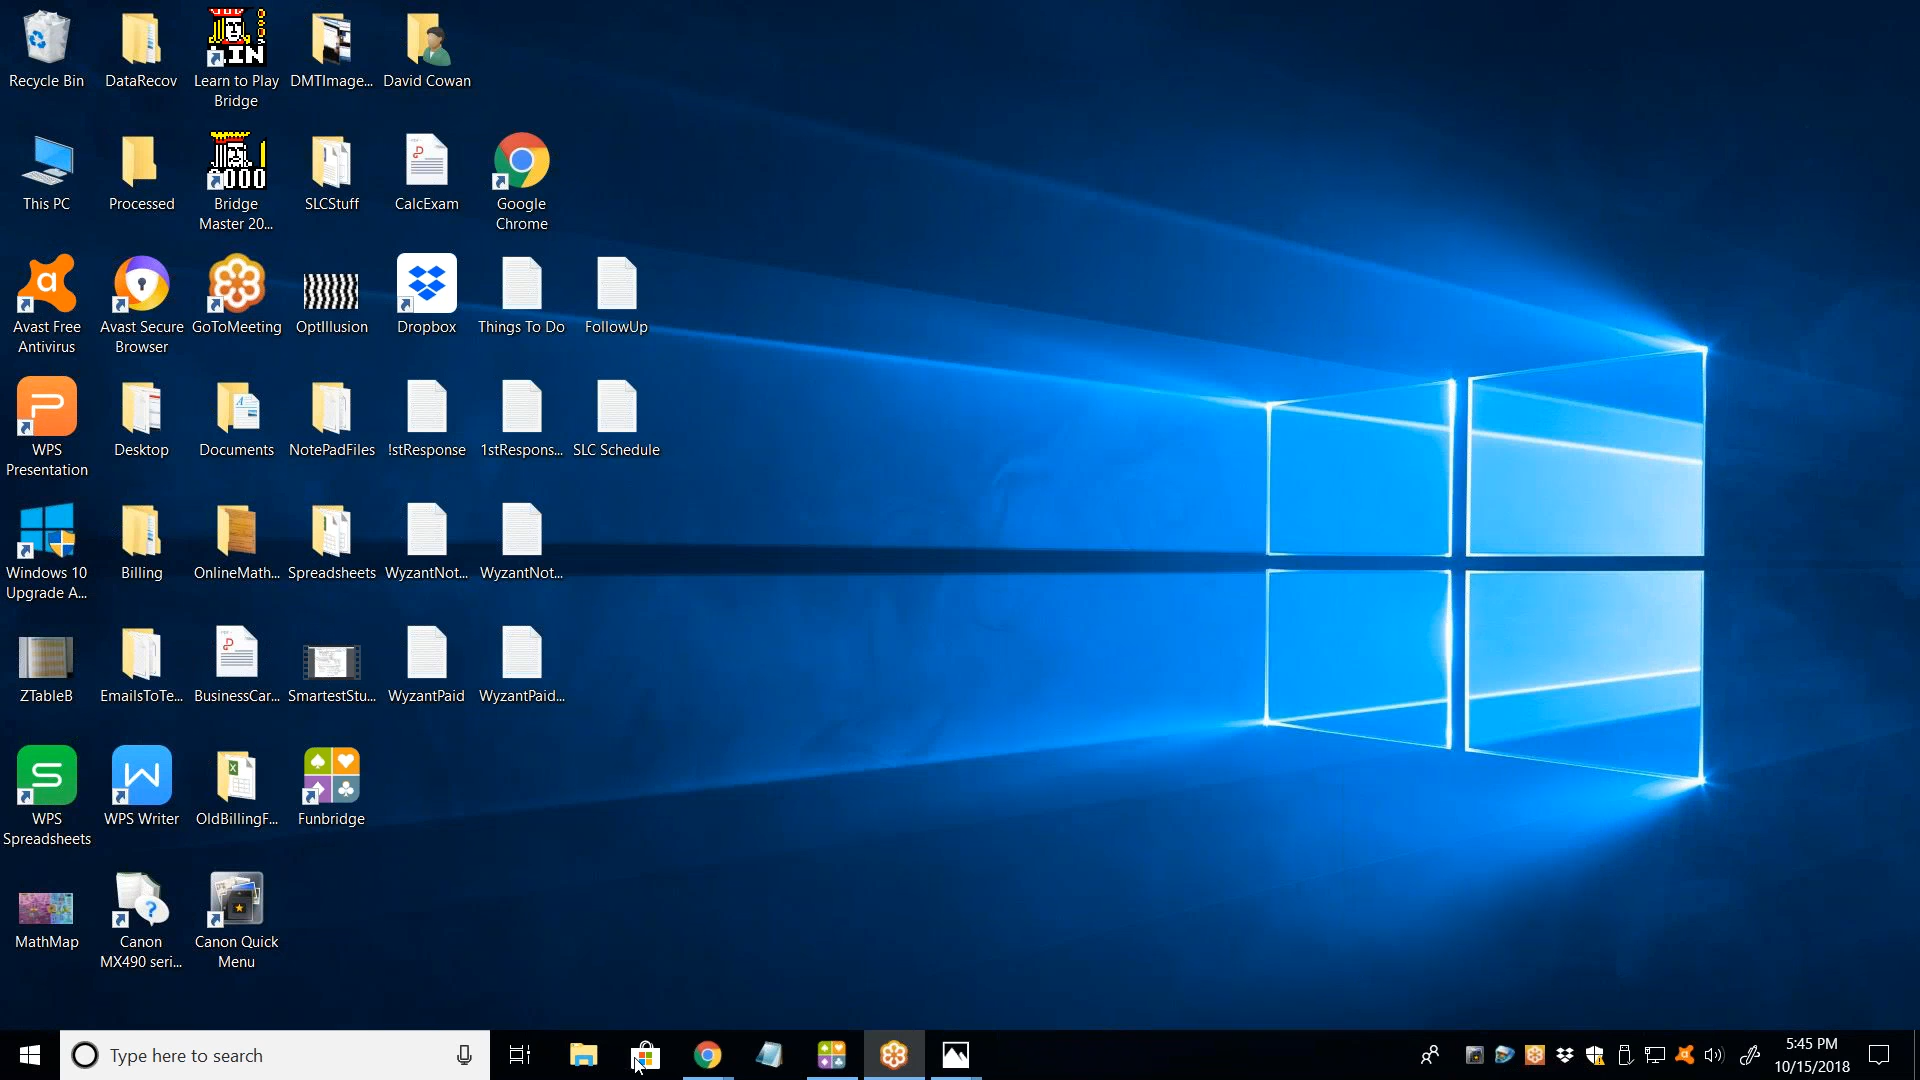 Recycle Bin
DataRecov
Learn to Play
Bridge
DMTImage...
David Cowan
This PC
Processed
Bridge
Master 20...
SLCStuff
CalcExam
Google
Chrome
Avast Free
Antivirus
Avast Secure
Browser
GoToMeeting
OptIllusion
Dropbox
Things To Do
FollowUp
WPS
Presentation
Desktop
Documents
NotePadFiles
!stResponse
1stRespons...
SLC Schedule
Windows 10
Upgrade A...
Billing
OnlineMath...
Spreadsheets
WyzantNot...
WyzantNot...
ZTableB
EmailsToTe...
BusinessCar...
SmartestStu...
WyzantPaid
WyzantPaid...
WPS
Spreadsheets
WPS Writer
OldBillingF...
Funbridge
MathMap
Canon
MX490 seri...
Canon Quick
Menu
Type here to search
5:45 PM
10/15/2018